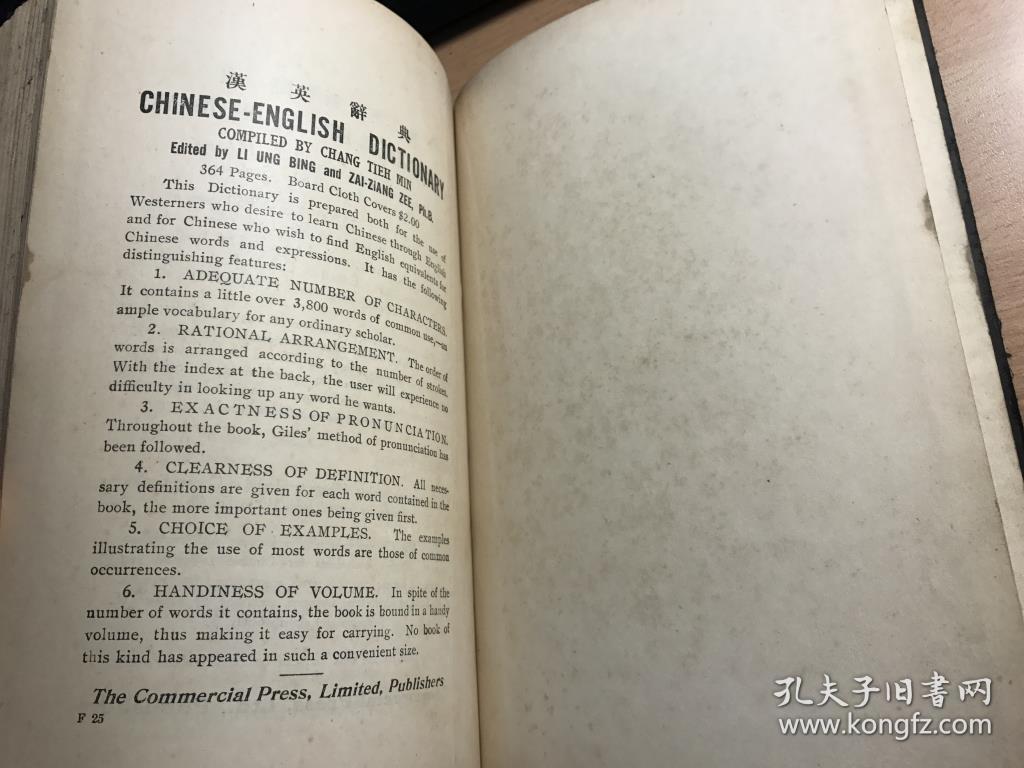 漢英辭典
CHINESE-ENGLISH DICTIONARY
COMPILED BY CHANG TIEH MIN
Edited by LI UNG BING and ZAI-ZIANG ZEE, Ph.B.
364 Pages. Board Cloth Covers $2.00
This Dictionary is prepared both for the use of
Westerners who desire to learn Chinese through English
and for Chinese who wish to find English equivalents for
Chinese words and expressions. It has the following
distinguishing features:
1. ADEQUATE NUMBER OF CHARACTERS.
It contains a little over 3,800 words of common use,—an
ample vocabulary for any ordinary scholar.
2. RATIONAL ARRANGEMENT. The order of
words is arranged according to the number of strokes.
With the index at the back, the user will experience no
difficulty in looking up any word he wants.
3. EXACTNESS OF PRONUNCIATION.
Throughout the book, Giles' method of pronunciation has
been followed.
4. CLEARNESS OF DEFINITION. All neces-
sary definitions are given for each word contained in the
book, the more important ones being given first.
5. CHOICE OF EXAMPLES. The examples
illustrating the use of most words are those of common
occurrences.
6. HANDINESS OF VOLUME. In spite of the
number of words it contains, the book is bound in a handy
volume, thus making it easy for carrying. No book of
this kind has appeared in such a convenient size.
The Commercial Press, Limited, Publishers
F 25
孔夫子旧书网
www.kongfz.com